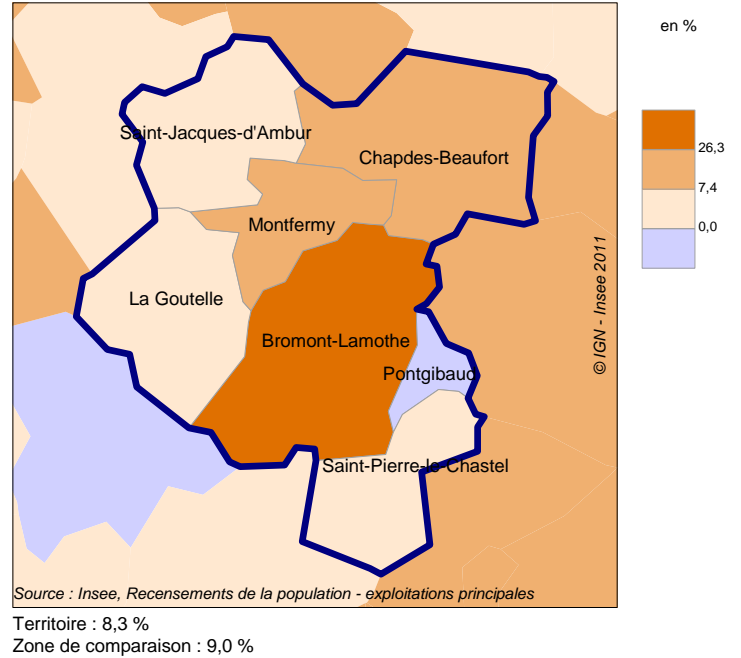 en %
Saint-Jacques-d'Ambur
26,3
Chapdes-Beaufort
7,4
Montfermy
0,0
La Goutelle
© IGN - Insee 2011
Bromont-Lamothe
Pontgibaud
Saint-Pierre-le-Chastel
Source : Insee, Recensements de la population - exploitations principales
Territoire : 8,3 %
Zone de comparaison : 9,0 %